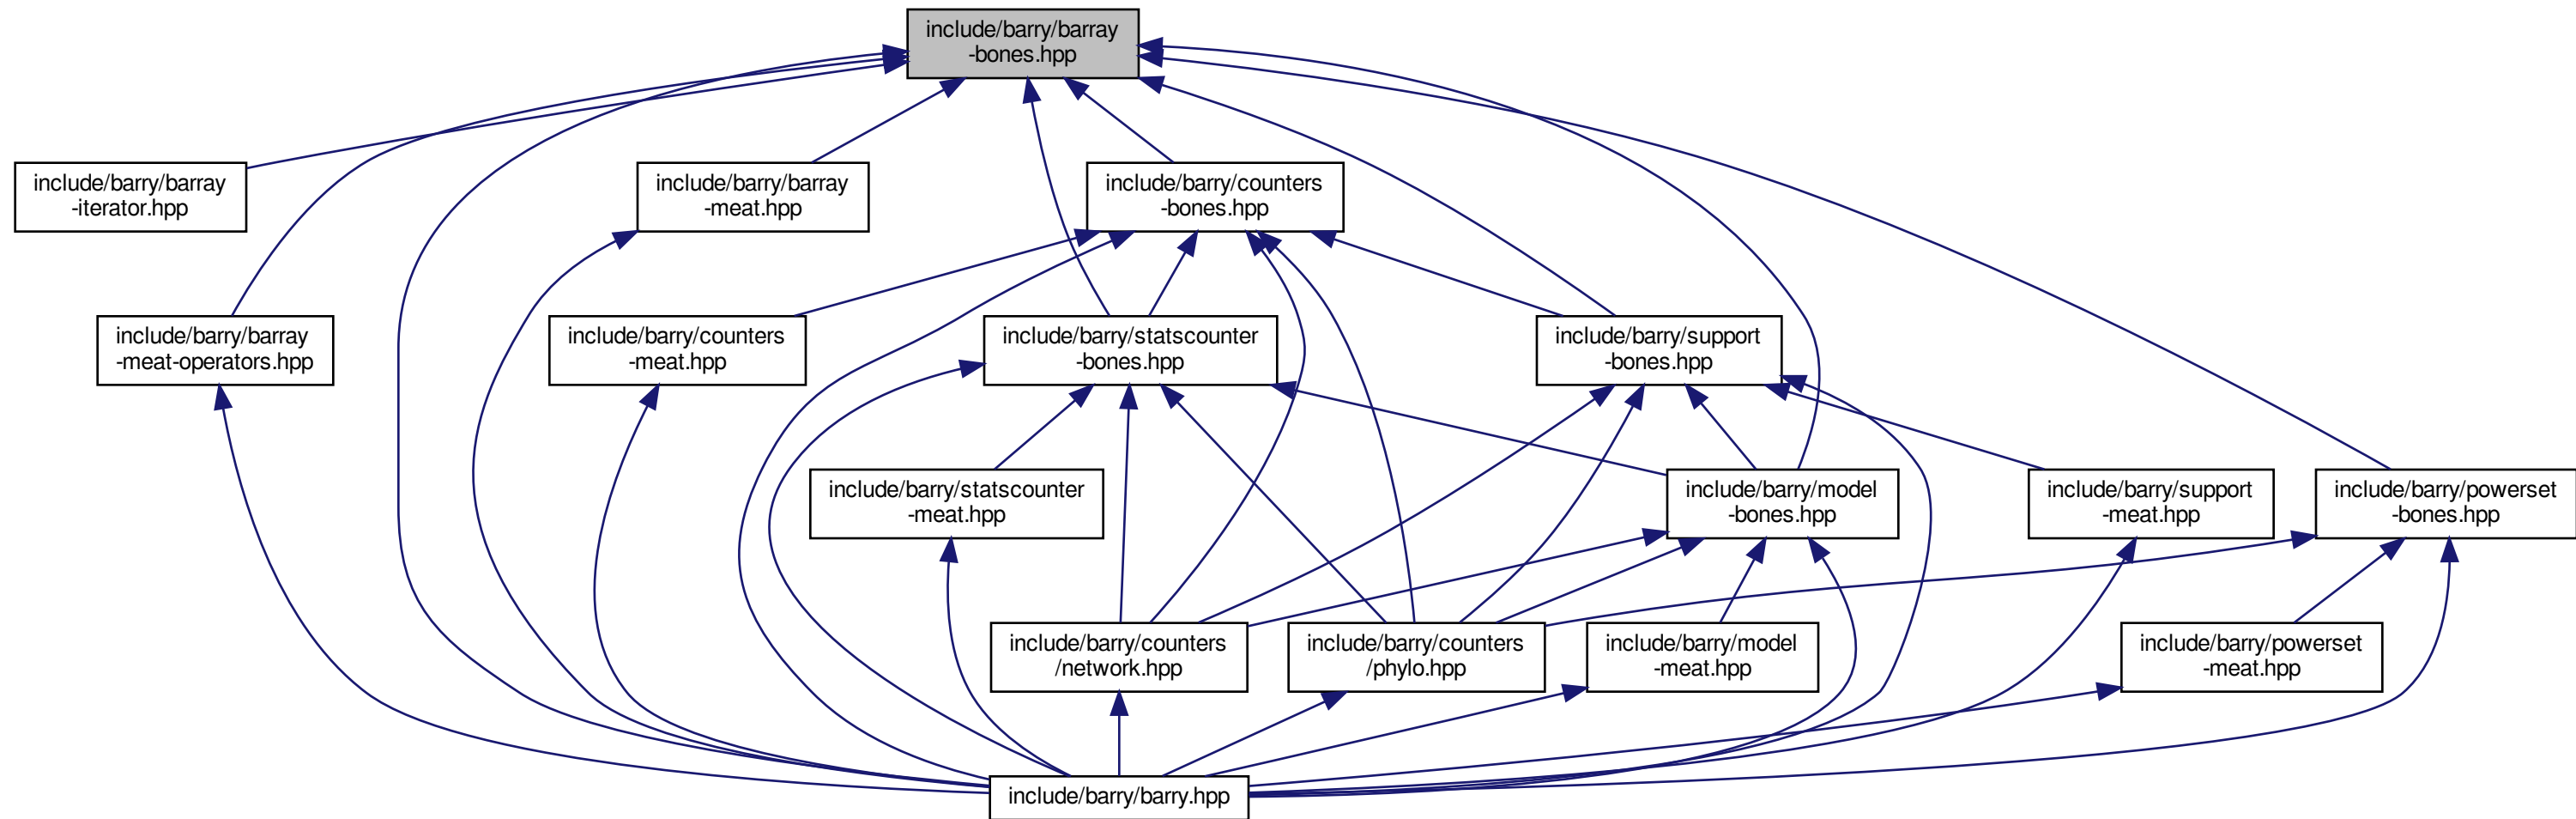 include/barry/barray
-bones.hpp
include/barry/barray
-iterator.hpp
include/barry/barray
-meat.hpp
include/barry/counters
-bones.hpp
include/barry/barray
-meat-operators.hpp
include/barry/counters
-meat.hpp
include/barry/statscounter
-bones.hpp
include/barry/support
-bones.hpp
include/barry/statscounter
-meat.hpp
include/barry/model
-bones.hpp
include/barry/support
-meat.hpp
include/barry/powerset
-bones.hpp
include/barry/counters
/network.hpp
include/barry/counters
/phylo.hpp
include/barry/model
-meat.hpp
include/barry/powerset
-meat.hpp
include/barry/barry.hpp